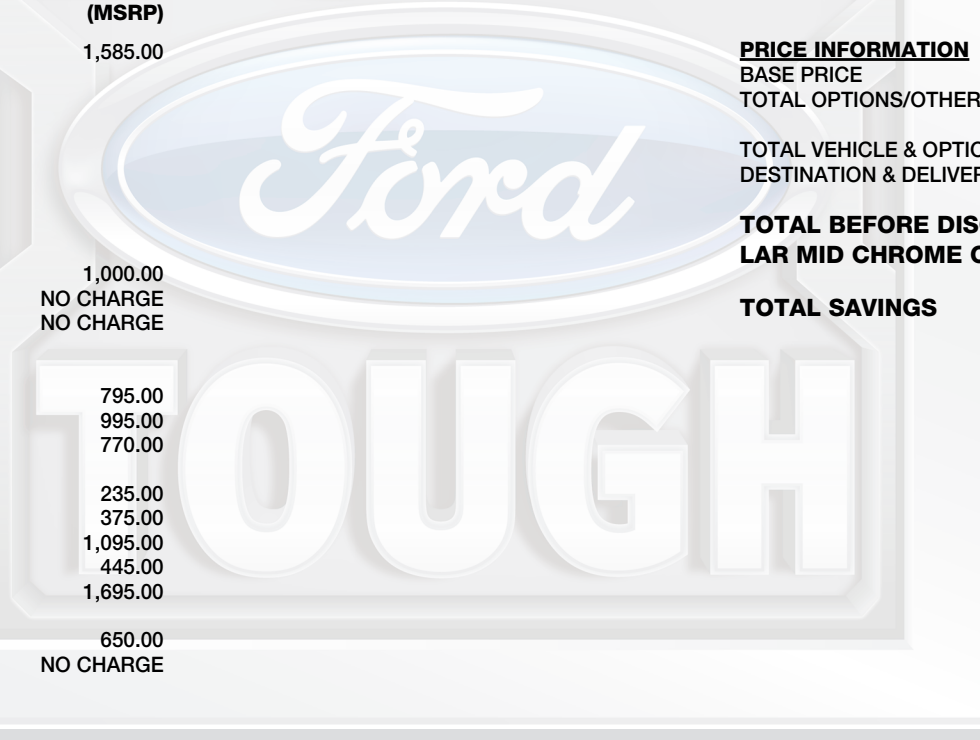 (MSRP)
1,585.00
1,000.00
NO CHARGE
NO CHARGE
795.00
995.00
770.00
235.00
375.00
1,095.00
445.00
1,695.00
650.00
NO CHARGE
PRICE INFORMATION
BASE PRICE
TOTAL OPTIONS/OTHER
TOTAL VEHICLE & OPTIO
DESTINATION & DELIVER
TOTAL BEFORE DIS
LAR MID CHROME
TOTAL SAVINGS
Ford
TOUGH